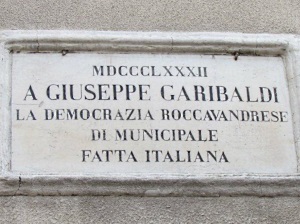 MDCCCLXXXII
A GIUSEPPE GARIBALDI
LA DEMOCRAZIA ROCCAVANDRESE
DI MUNICIPALE
FATTA ITALIANA